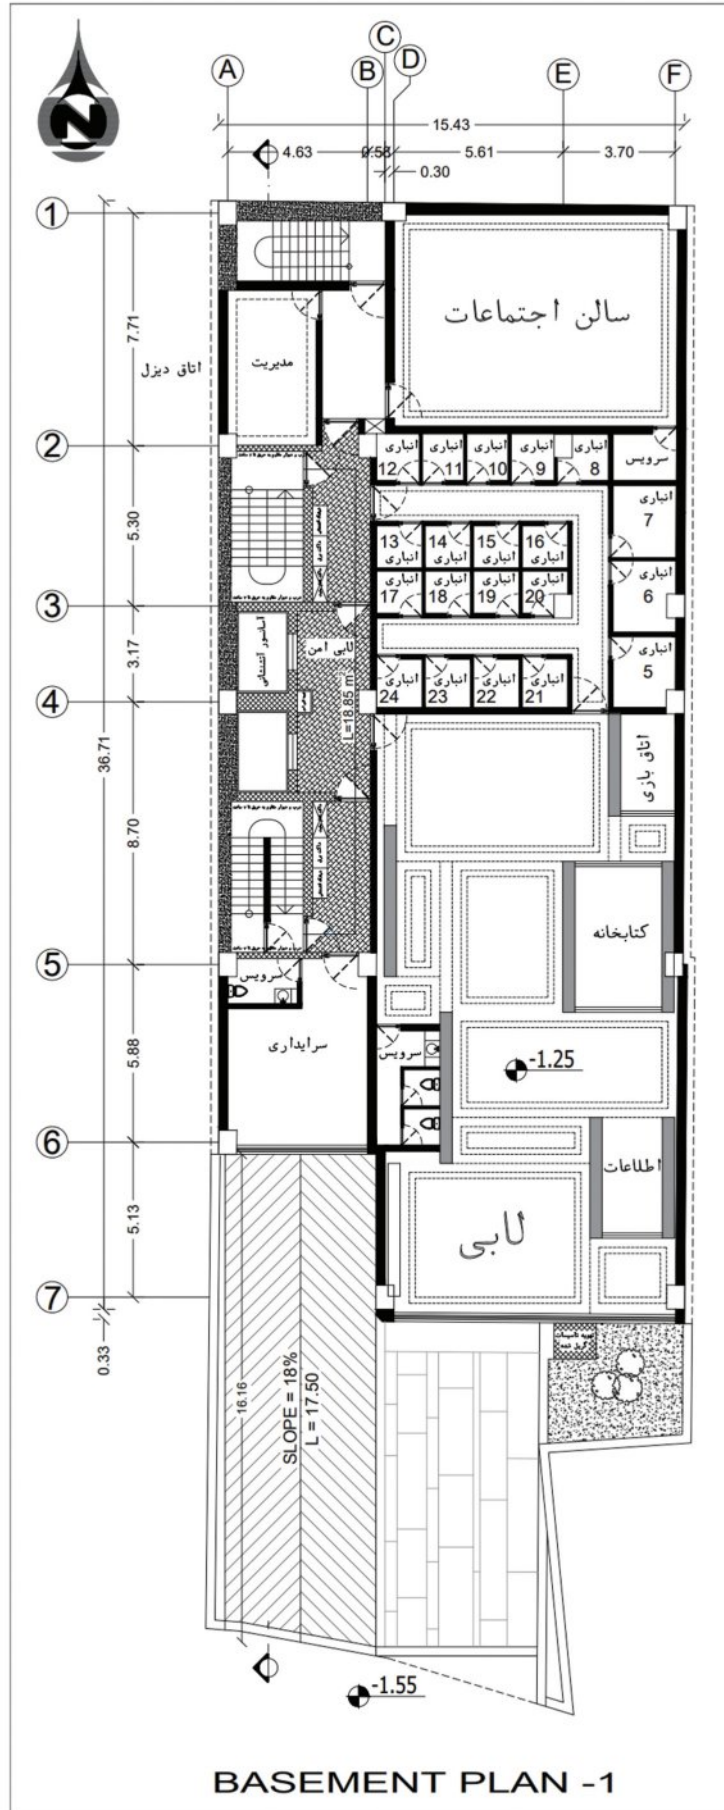 N
A
B
C
D
E
F
15.43
4.63
0.58
5.61
3.70
0.30
1
2
3
4
5
6
7
7.71
5.30
3.17
8.70
5.88
5.13
36.71
0.33
سالن اجتماعات
اتاق دیزل
مدیریت
انباری
12
انباری
11
انباری
10
انباری
9
انباری
8
سرویس
انباری
7
13
انباری
14
انباری
15
انباری
16
انباری
انباری
17
انباری
18
انباری
19
انباری
20
انباری
6
انباری
5
لابی امن
آسانسور آتشنشانی
L=18.85 m
انباری
24
انباری
23
انباری
22
انباری
21
اتاق بازی
کتابخانه
سرویس
سرایداری
سرویس
-1.25
اطلاعات
لابی
16.16
SLOPE = 18%
L = 17.50
-1.55
BASEMENT PLAN -1